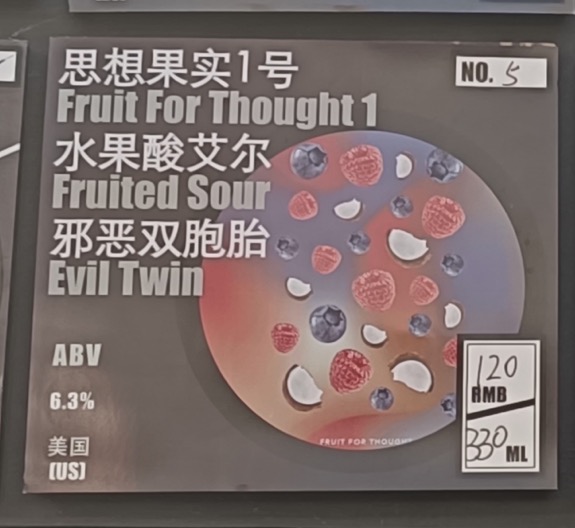 思想果实1号
Fruit For Thought 1
水果酸艾尔
Fruited Sour
邪恶双胞胎
Evil Twin
ABV
6.3%
美国
(US)
NO. 5
120
RMB
330 ML
FRUIT FOR THOUGHT